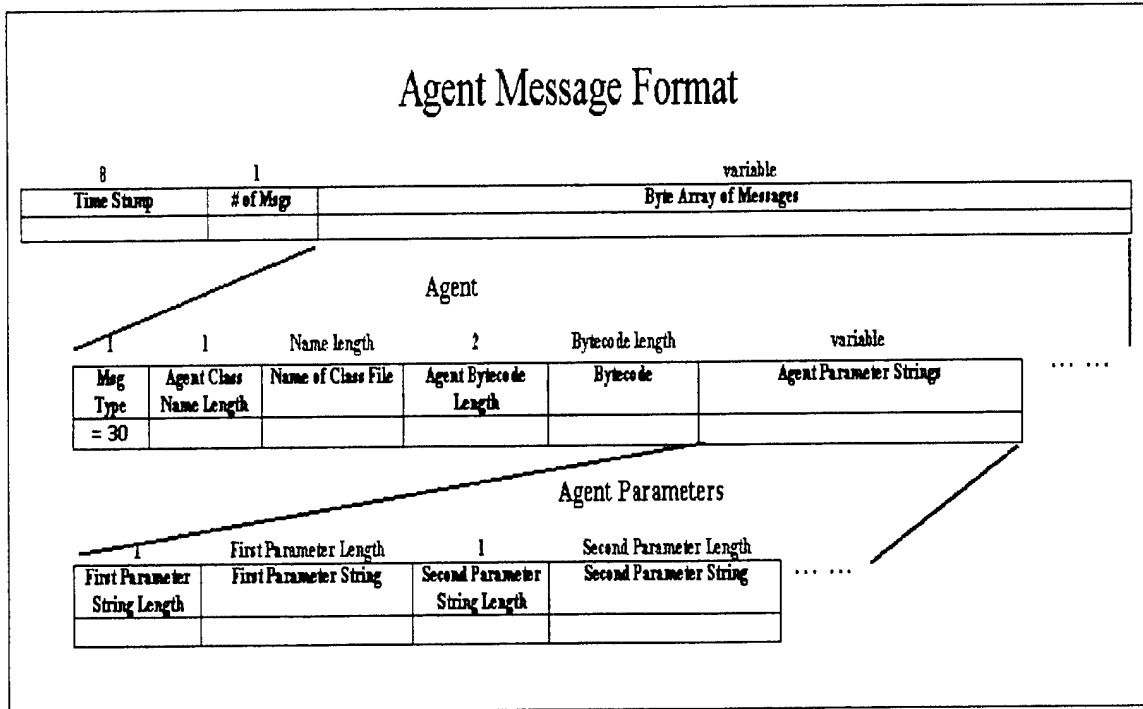 Agent Message Format
8 1 variable
Time Stamp # of Msgs Byte Array of Messages
Agent
1 1 Name length 2 Bytecode length variable
Msg Type Agent Class Name Length Name of Class File Agent Bytecode Length Bytecode Agent Parameter Strings ... ...
= 30
Agent Parameters
1 First Parameter Length 1 Second Parameter Length
First Parameter String Length First Parameter String Second Parameter String Length Second Parameter String ... ...